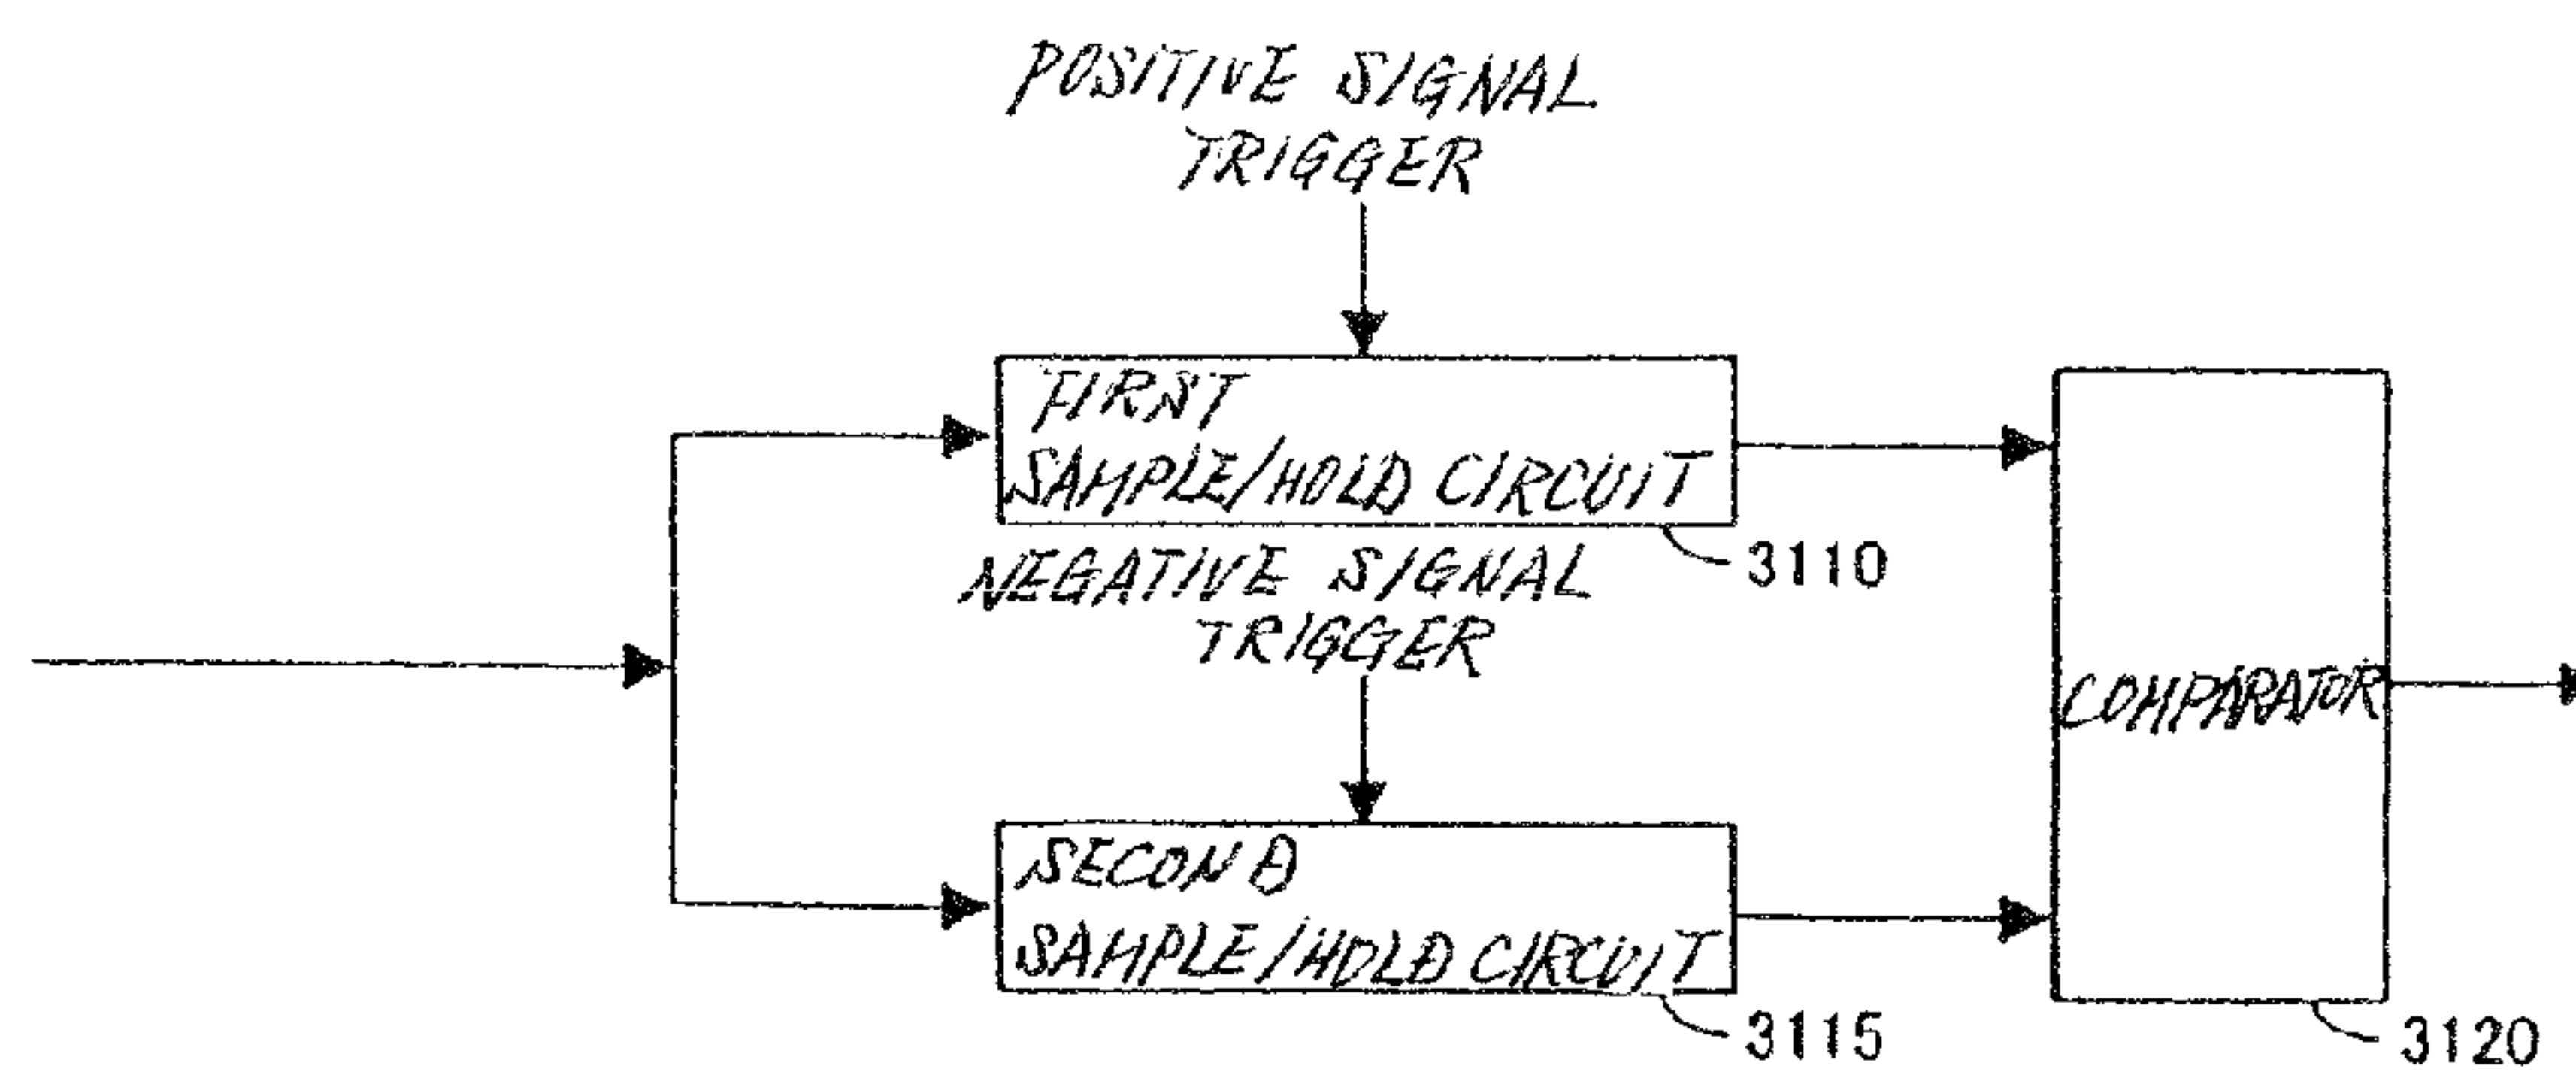 POSITIVE SIGNAL
TRIGGER
FIRST
SAMPLE/HOLD CIRCUIT
3110
NEGATIVE SIGNAL
TRIGGER
COMPARATOR
SECOND
SAMPLE/HOLD CIRCUIT
3115
3120